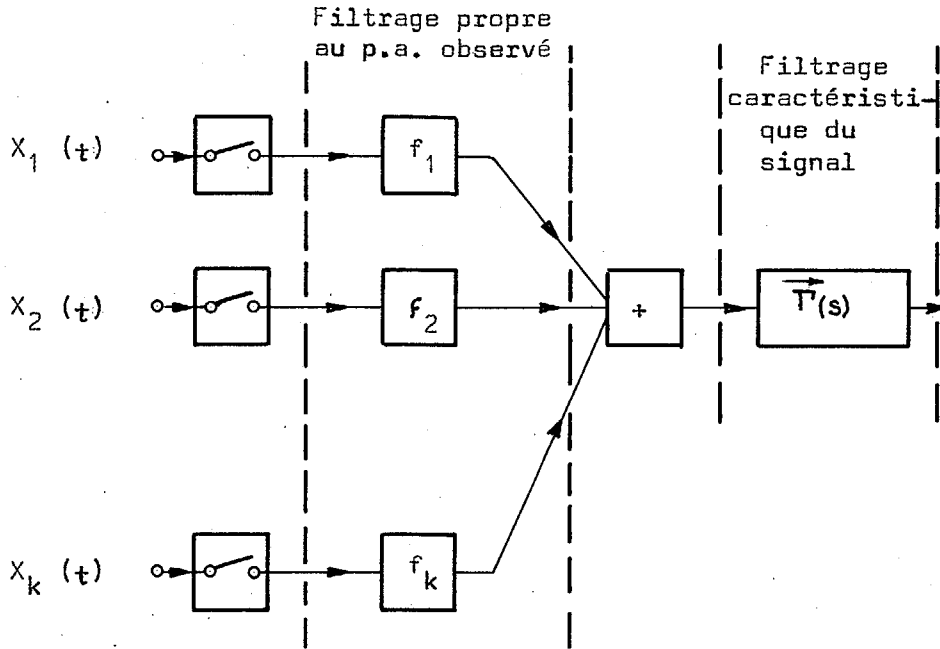 Filtrage propre
au p.a. observé
Filtrage
caractéristi-
que du
signal
X₁ (t)
f₁
X₂ (t)
f₂
+
Γ(s)
Xₖ (t)
fₖ